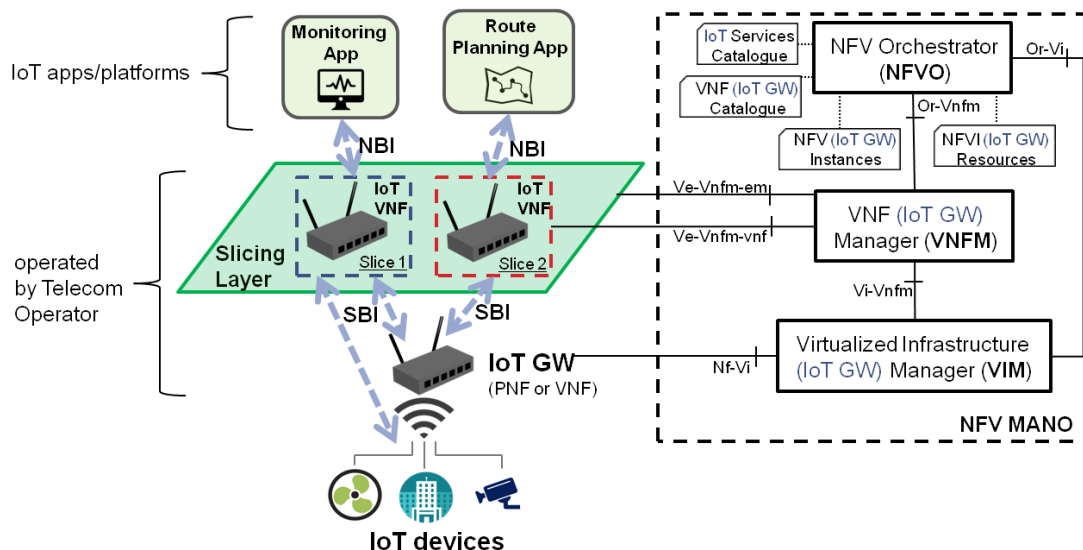 IoT apps/platforms
Monitoring
App
Route
Planning App
NBI
NBI
IoT
VNF
IoT
VNF
Slice 1
Slice 2
Slicing
Layer
operated
by Telecom
Operator
SBI
SBI
IoT GW
(PNF or VNF)
IoT devices
IoT Services
Catalogue
VNF (IoT GW)
Catalogue
NFV Orchestrator
(NFVO)
Or-Vi
Or-Vnfm
NFV (IoT GW)
Instances
NFVI (IoT GW)
Resources
Ve-Vnfm-em
Ve-Vnfm-vnf
VNF (IoT GW)
Manager (VNFM)
Vi-Vnfm
Virtualized Infrastructure
(IoT GW) Manager (VIM)
Nf-Vi
NFV MANO